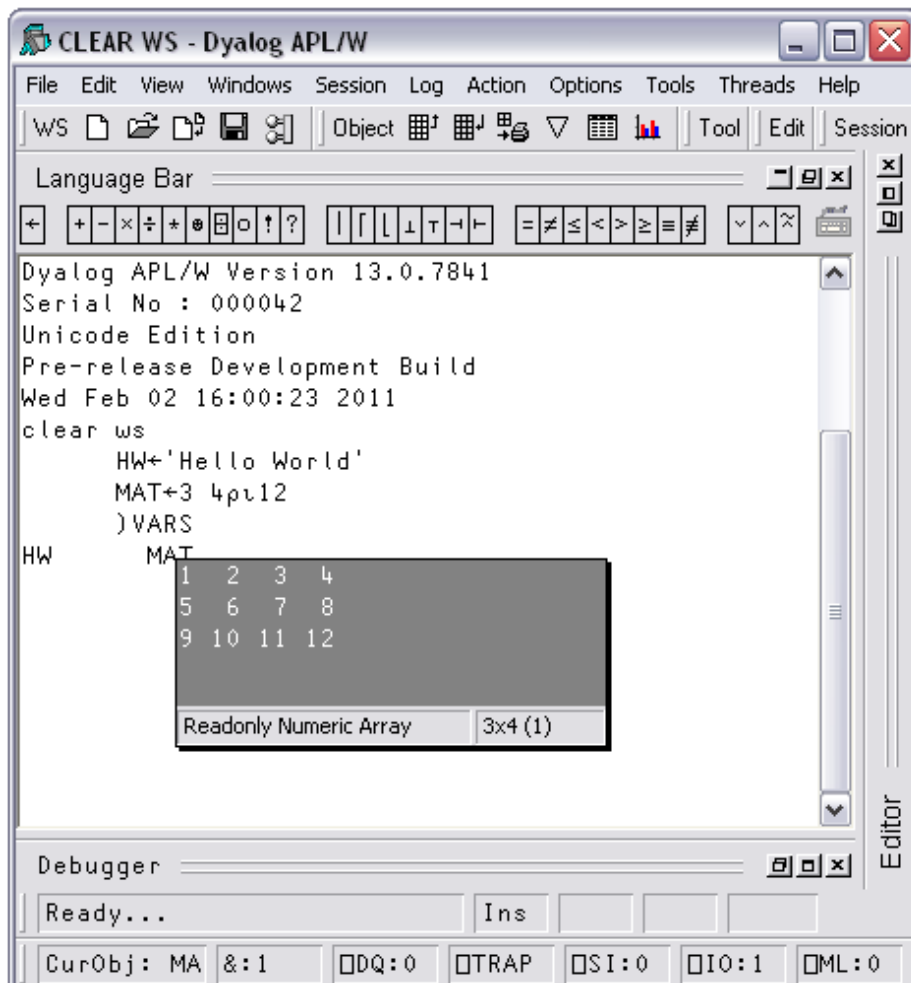 CLEAR WS - Dyalog APL/W
File Edit View Windows Session Log Action Options Tools Threads Help
WS Object Tool Edit Session
Language Bar
← + - × ÷ * ⍟ ⌹ ○ ! ? | ⌈ ⌊ ⊥ ⊤ ⊣ ⊢ = ≠ ≤ < > ≥ ≡ ≢ ∨ ∧ ⍲
Dyalog APL/W Version 13.0.7841
Serial No : 000042
Unicode Edition
Pre-release Development Build
Wed Feb 02 16:00:23 2011
clear ws
HW←'Hello World'
MAT←3 4⍴⍳12
)VARS
HW MAT
1 2 3 4
5 6 7 8
9 10 11 12
Readonly Numeric Array 3x4 (1)
Editor
Debugger
Ready... Ins
CurObj: MA &:1 ⎕DQ:0 ⎕TRAP ⎕SI:0 ⎕IO:1 ⎕ML:0